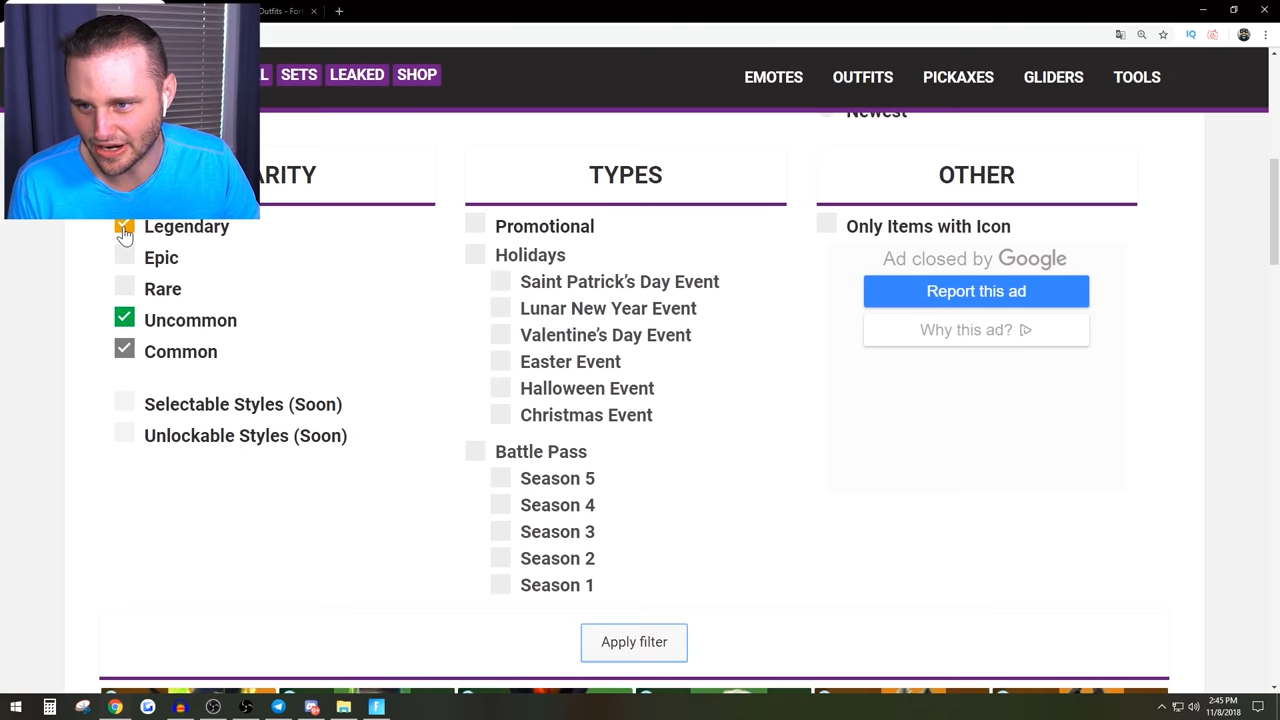 Outfits - For
IQ
SETS
LEAKED
SHOP
EMOTES
OUTFITS
PICKAXES
GLIDERS
TOOLS
Newest
ARITY
Legendary
Epic
Rare
Uncommon
Common
Selectable Styles (Soon)
Unlockable Styles (Soon)
TYPES
Promotional
Holidays
Saint Patrick's Day Event
Lunar New Year Event
Valentine's Day Event
Easter Event
Halloween Event
Christmas Event
Battle Pass
Season 5
Season 4
Season 3
Season 2
Season 1
OTHER
Only Items with Icon
Ad closed by Google
Report this ad
Why this ad?
Apply filter
2:45 PM
11/8/2018